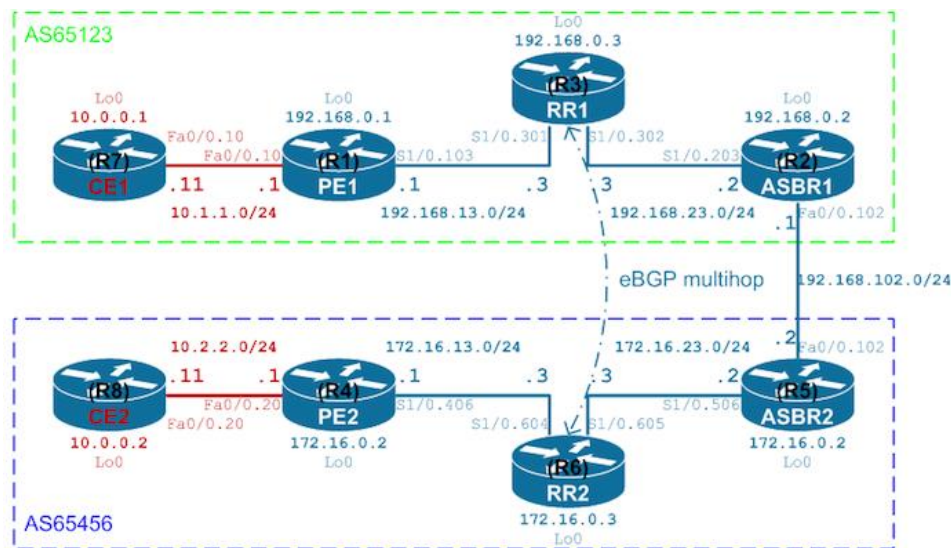 AS65123
Lo0
192.168.0.3
(R3)
RR1
Lo0
10.0.0.1
Lo0
192.168.0.1
Lo0
192.168.0.2
Fa0/0.10
Fa0/0.10
S1/0.301
S1/0.302
S1/0.103
S1/0.203
(R7)
CE1
(R1)
PE1
(R2)
ASBR1
.11
.1
.1
.3
.3
.2
10.1.1.0/24
192.168.13.0/24
192.168.23.0/24
.1
Fa0/0.102
eBGP multihop
192.168.102.0/24
10.2.2.0/24
172.16.13.0/24
172.16.23.0/24
.2
Fa0/0.102
(R8)
CE2
.11
.1
(R4)
PE2
.1
.3
.3
.2
(R5)
ASBR2
Fa0/0.20
Fa0/0.20
S1/0.406
S1/0.604
S1/0.605
S1/0.506
10.0.0.2
Lo0
172.16.0.2
Lo0
172.16.0.2
Lo0
(R6)
RR2
172.16.0.3
Lo0
AS65456